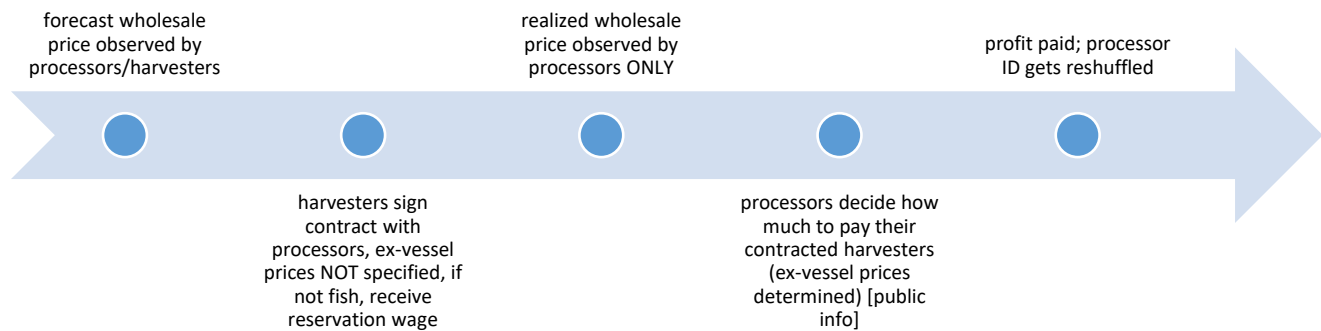 forecast wholesale
price observed by
processors/harvesters
harvesters sign
contract with
processors, ex-vessel
prices NOT specified, if
not fish, receive
reservation wage
realized wholesale
price observed by
processors ONLY
processors decide how
much to pay their
contracted harvesters
(ex-vessel prices
determined) [public
info]
profit paid; processor
ID gets reshuffled